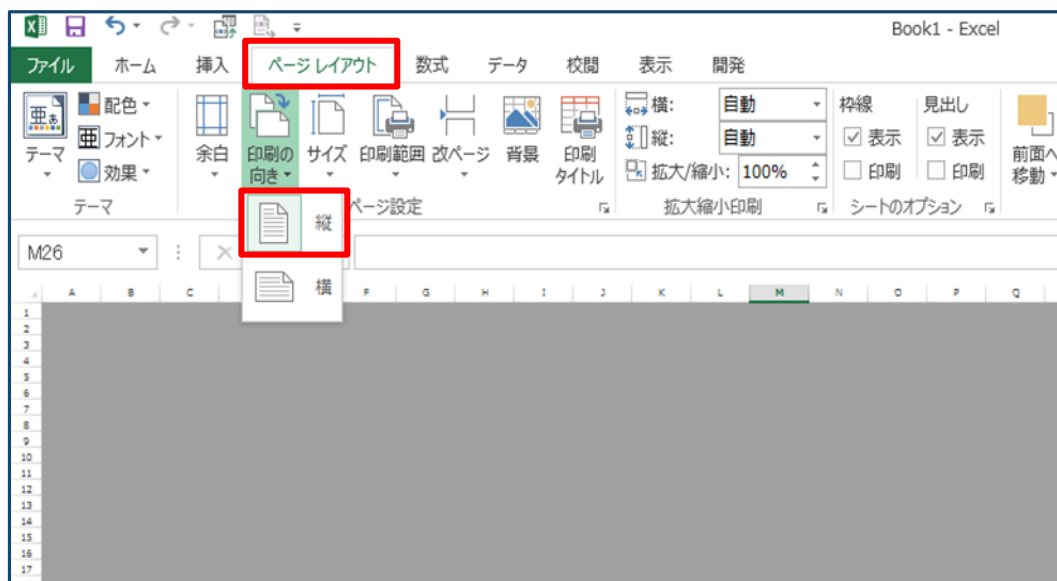 Book1 - Excel
ファイル ホーム 挿入 ページ レイアウト 数式 データ 校閲 表示 開発
亜あ 配色 横: 自動 枠線 見出し
亜 フォント 縦: 自動 表示 表示
テーマ 効果 余白 印刷の向き サイズ 印刷範囲 改ページ 背景 印刷タイトル 拡大/縮小: 100% 印刷 印刷 前面へ移動
テーマ ページ設定 拡大縮小印刷 シートのオプション
縦
M26
横
A B C F G H I J K L M N O P Q
1
2
3
4
5
6
7
8
9
10
11
12
13
14
15
16
17